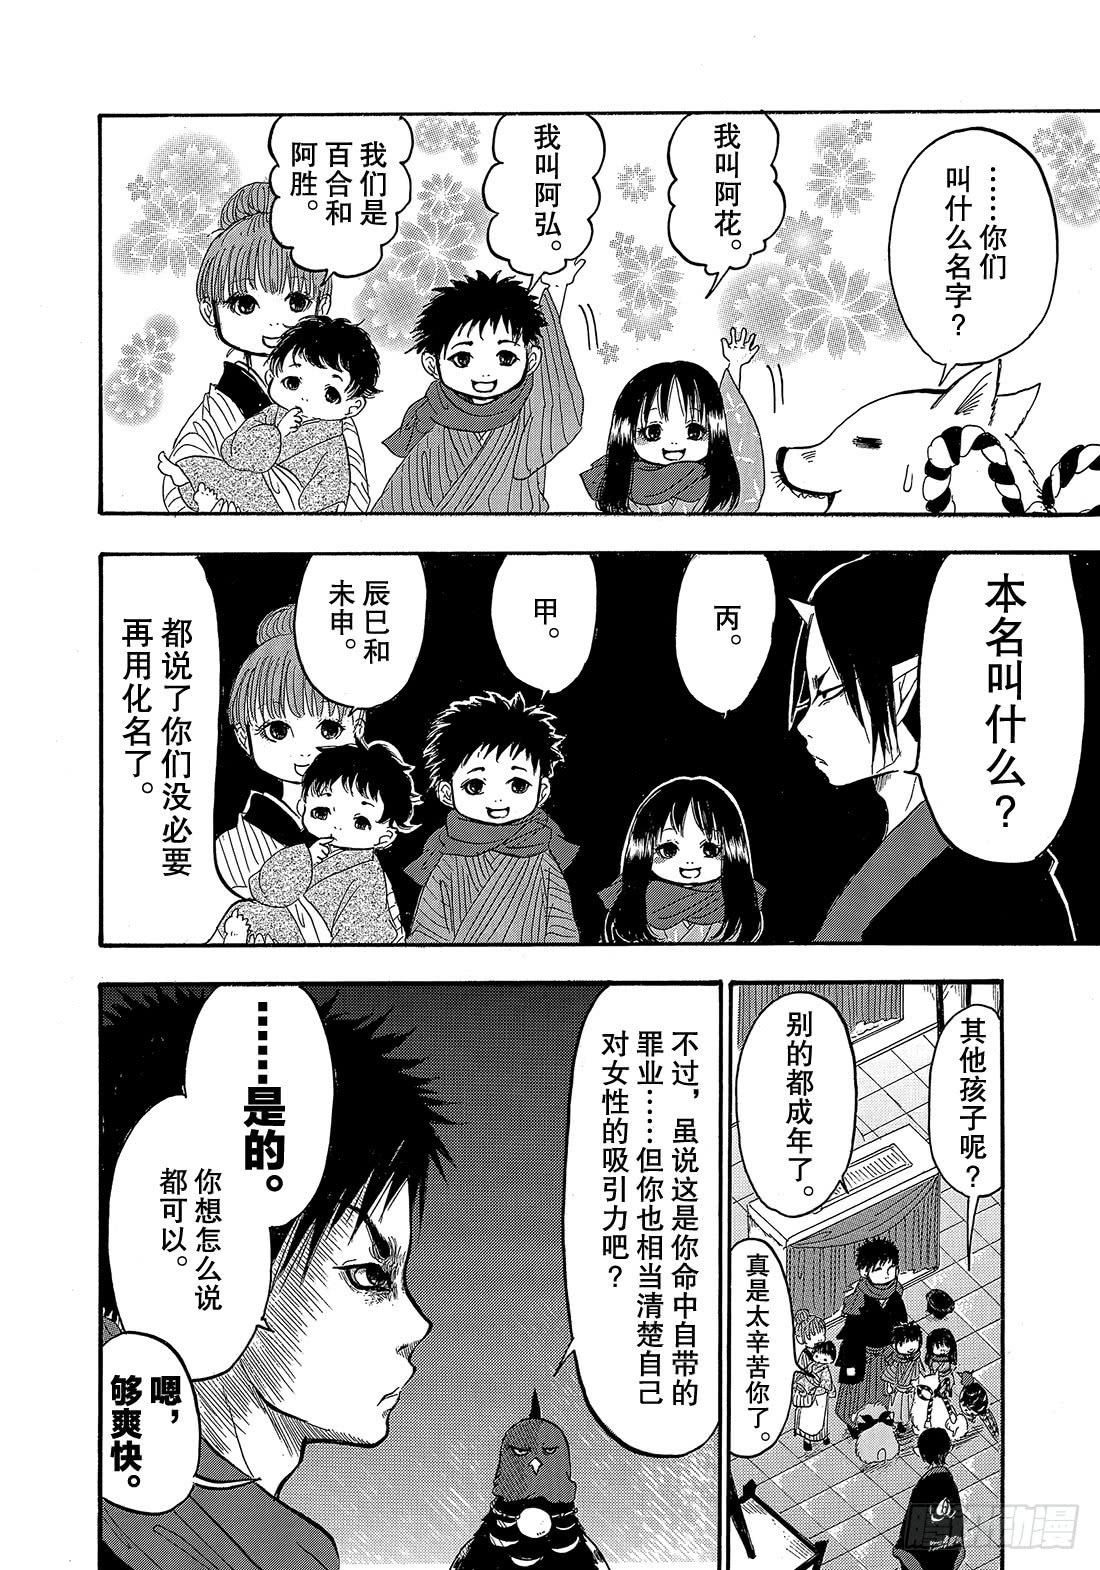 ……你们
叫什么名字?
我叫阿花。
我叫阿弘。
我们是
百合和
阿胜。
本名叫什么?
丙。
甲。
辰巳和
未申。
都说了你们没必要
再用化名了。
其他孩子呢?
别的都成年了。
真是太辛苦你了。
不过，虽说这是你命中自带的
罪业……但你也相当清楚自己
对女性的吸引力吧?
……是的。
你想怎么说
都可以。
嗯，
够爽快。
腾讯动漫